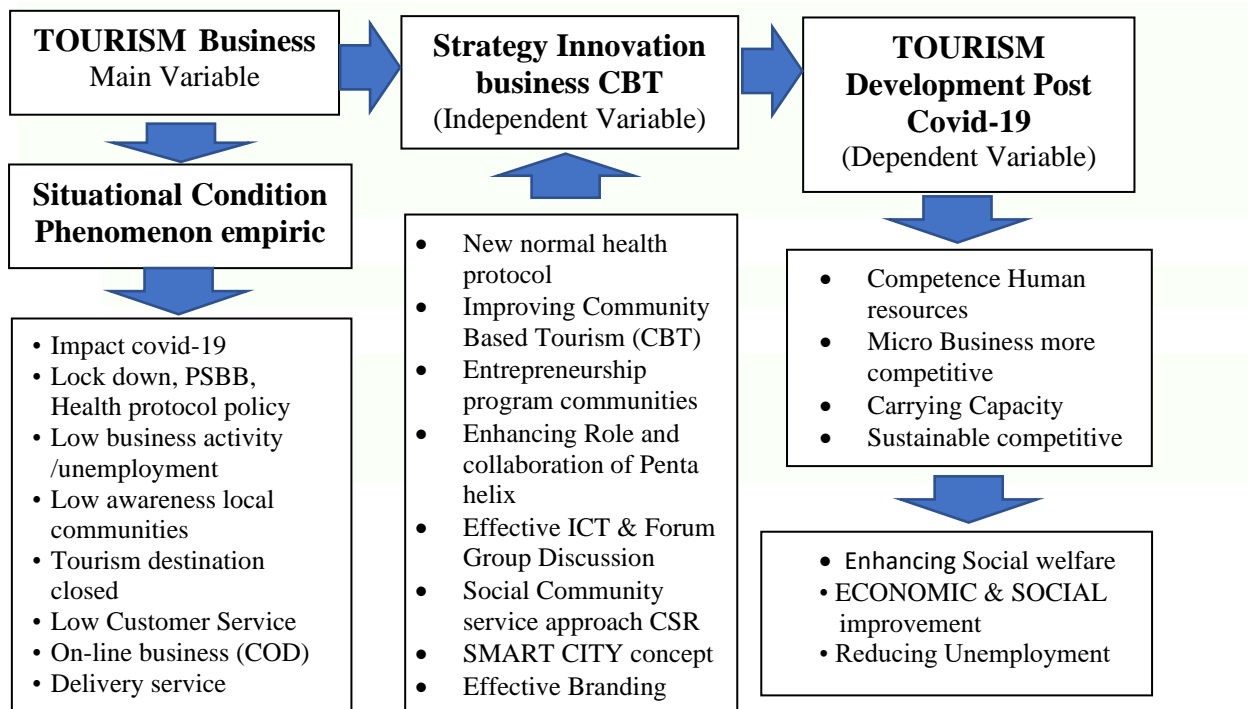 TOURISM Business
Main Variable
Strategy Innovation
business CBT
(Independent Variable)
TOURISM
Development Post
Covid-19
(Dependent Variable)
Situational Condition
Phenomenon empiric
• Impact covid-19
• Lock down, PSBB,
Health protocol policy
• Low business activity
/unemployment
• Low awareness local
communities
• Tourism destination
closed
• Low Customer Service
• On-line business (COD)
• Delivery service
• New normal health
protocol
• Improving Community
Based Tourism (CBT)
• Entrepreneurship
program communities
• Enhancing Role and
collaboration of Penta
helix
• Effective ICT & Forum
Group Discussion
• Social Community
service approach CSR
• SMART CITY concept
• Effective Branding
• Competence Human
resources
• Micro Business more
competitive
• Carrying Capacity
• Sustainable competitive
• Enhancing Social welfare
• ECONOMIC & SOCIAL
improvement
• Reducing Unemployment